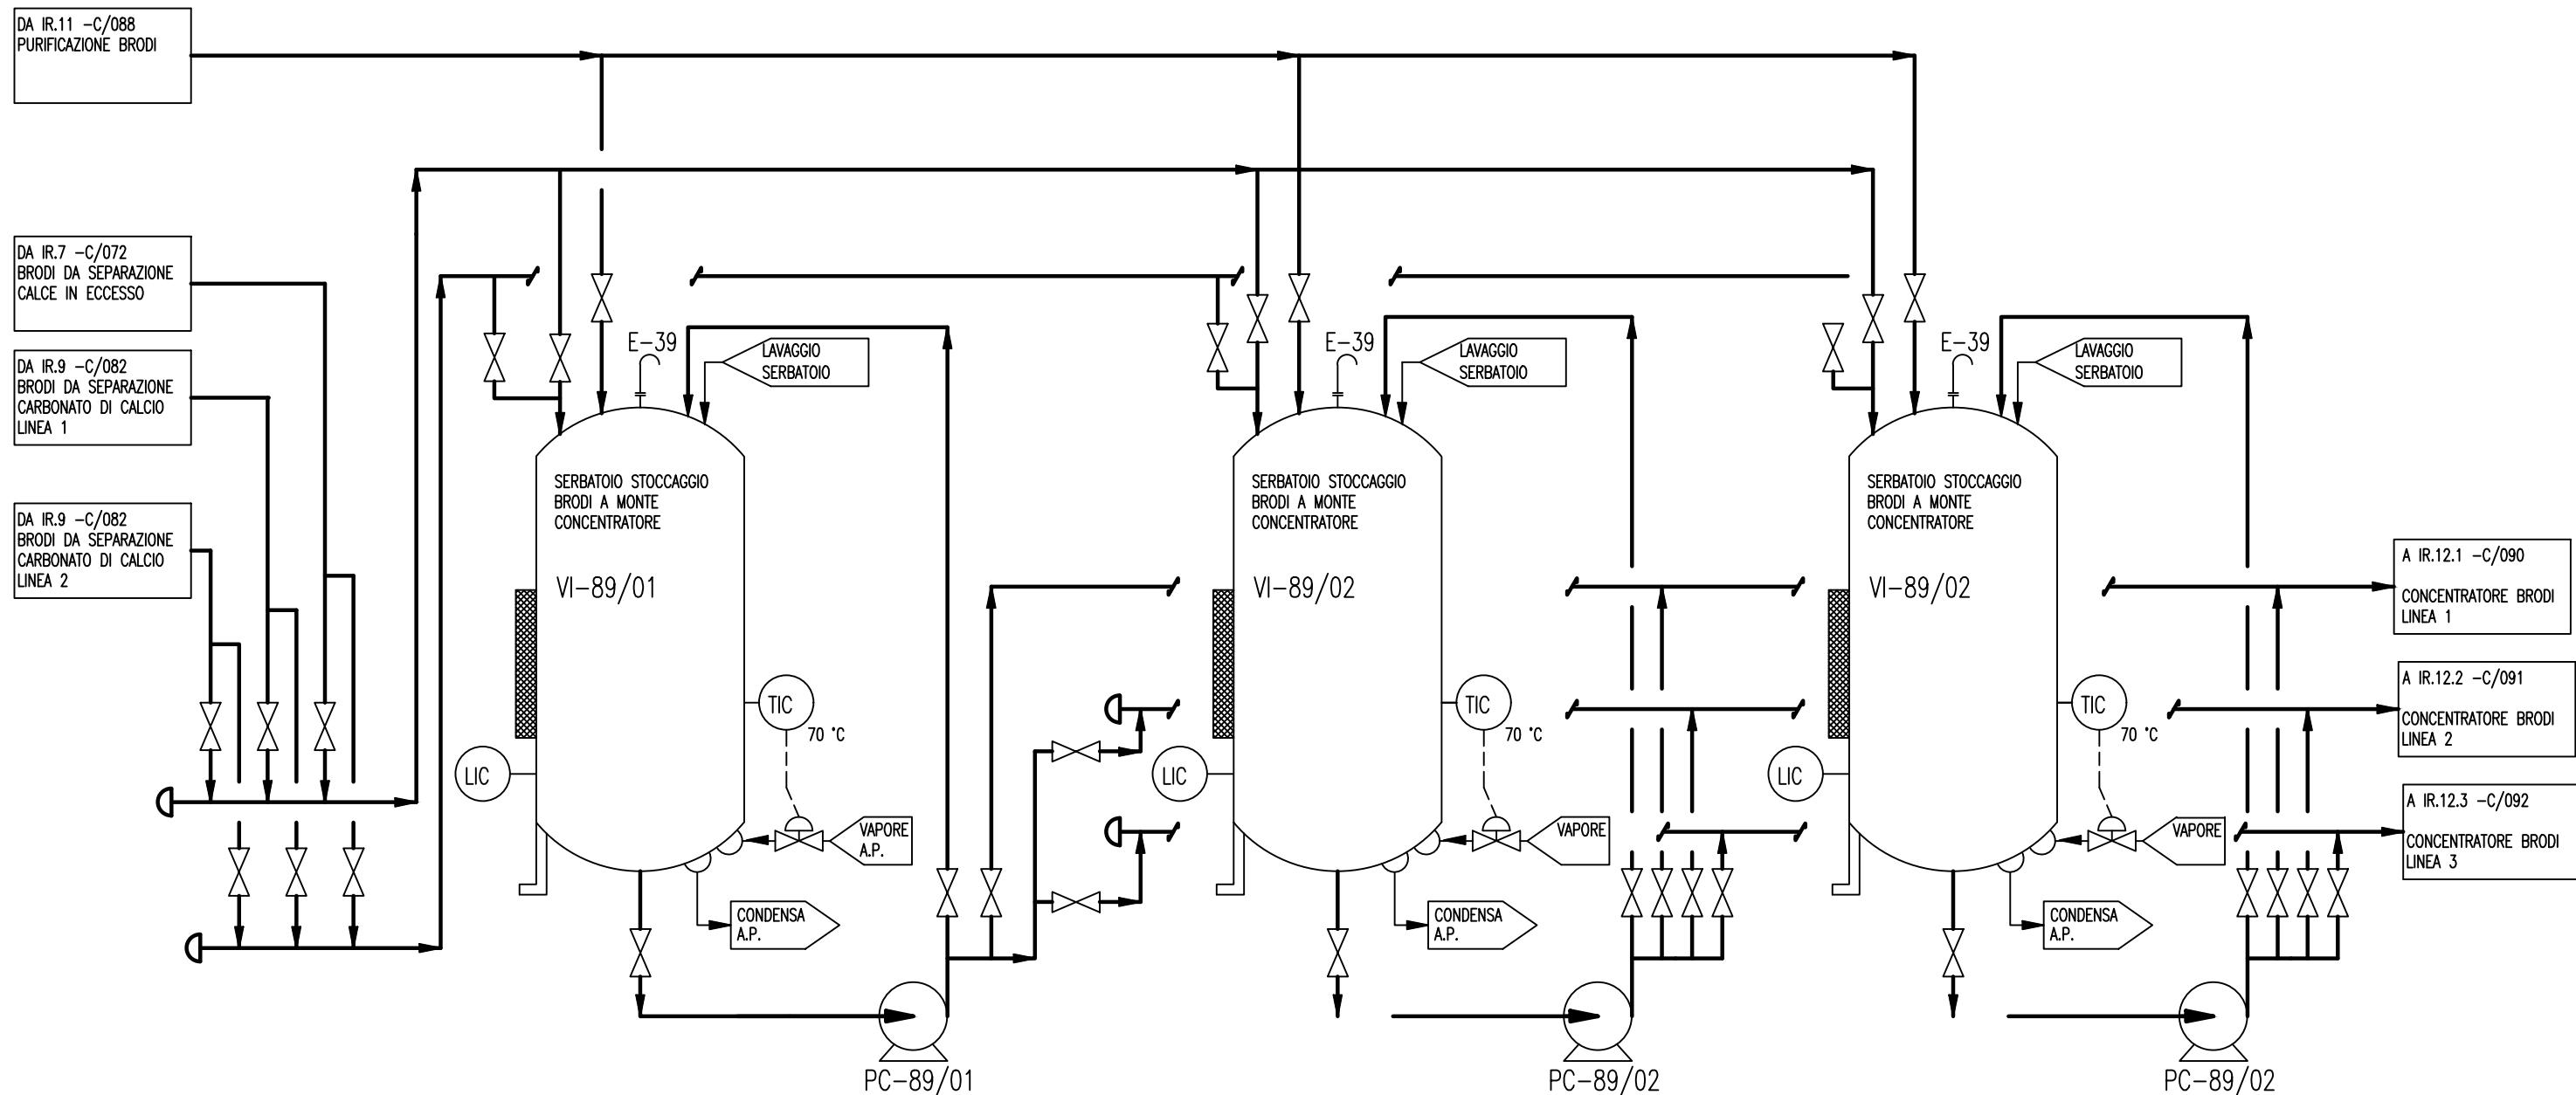 DA IR.11 -C/088
PURIFICAZIONE BRODI
DA IR.7 -C/072
BRODI DA SEPARAZIONE
CALCE IN ECCESSO
DA IR.9 -C/082
BRODI DA SEPARAZIONE
CARBONATO DI CALCIO
LINEA 1
DA IR.9 -C/082
BRODI DA SEPARAZIONE
CARBONATO DI CALCIO
LINEA 2
E-39
LAVAGGIO
SERBATOIO
SERBATOIO STOCCAGGIO
BRODI A MONTE
CONCENTRATORE
VI-89/01
TIC
70 °C
LIC
VAPORE
A.P.
CONDENSA
A.P.
PC-89/01
E-39
LAVAGGIO
SERBATOIO
SERBATOIO STOCCAGGIO
BRODI A MONTE
CONCENTRATORE
VI-89/02
TIC
70 °C
LIC
VAPORE
CONDENSA
A.P.
PC-89/02
E-39
LAVAGGIO
SERBATOIO
SERBATOIO STOCCAGGIO
BRODI A MONTE
CONCENTRATORE
VI-89/02
TIC
70 °C
LIC
VAPORE
CONDENSA
A.P.
PC-89/02
A IR.12.1 -C/090
CONCENTRATORE BRODI
LINEA 1
A IR.12.2 -C/091
CONCENTRATORE BRODI
LINEA 2
A IR.12.3 -C/092
CONCENTRATORE BRODI
LINEA 3